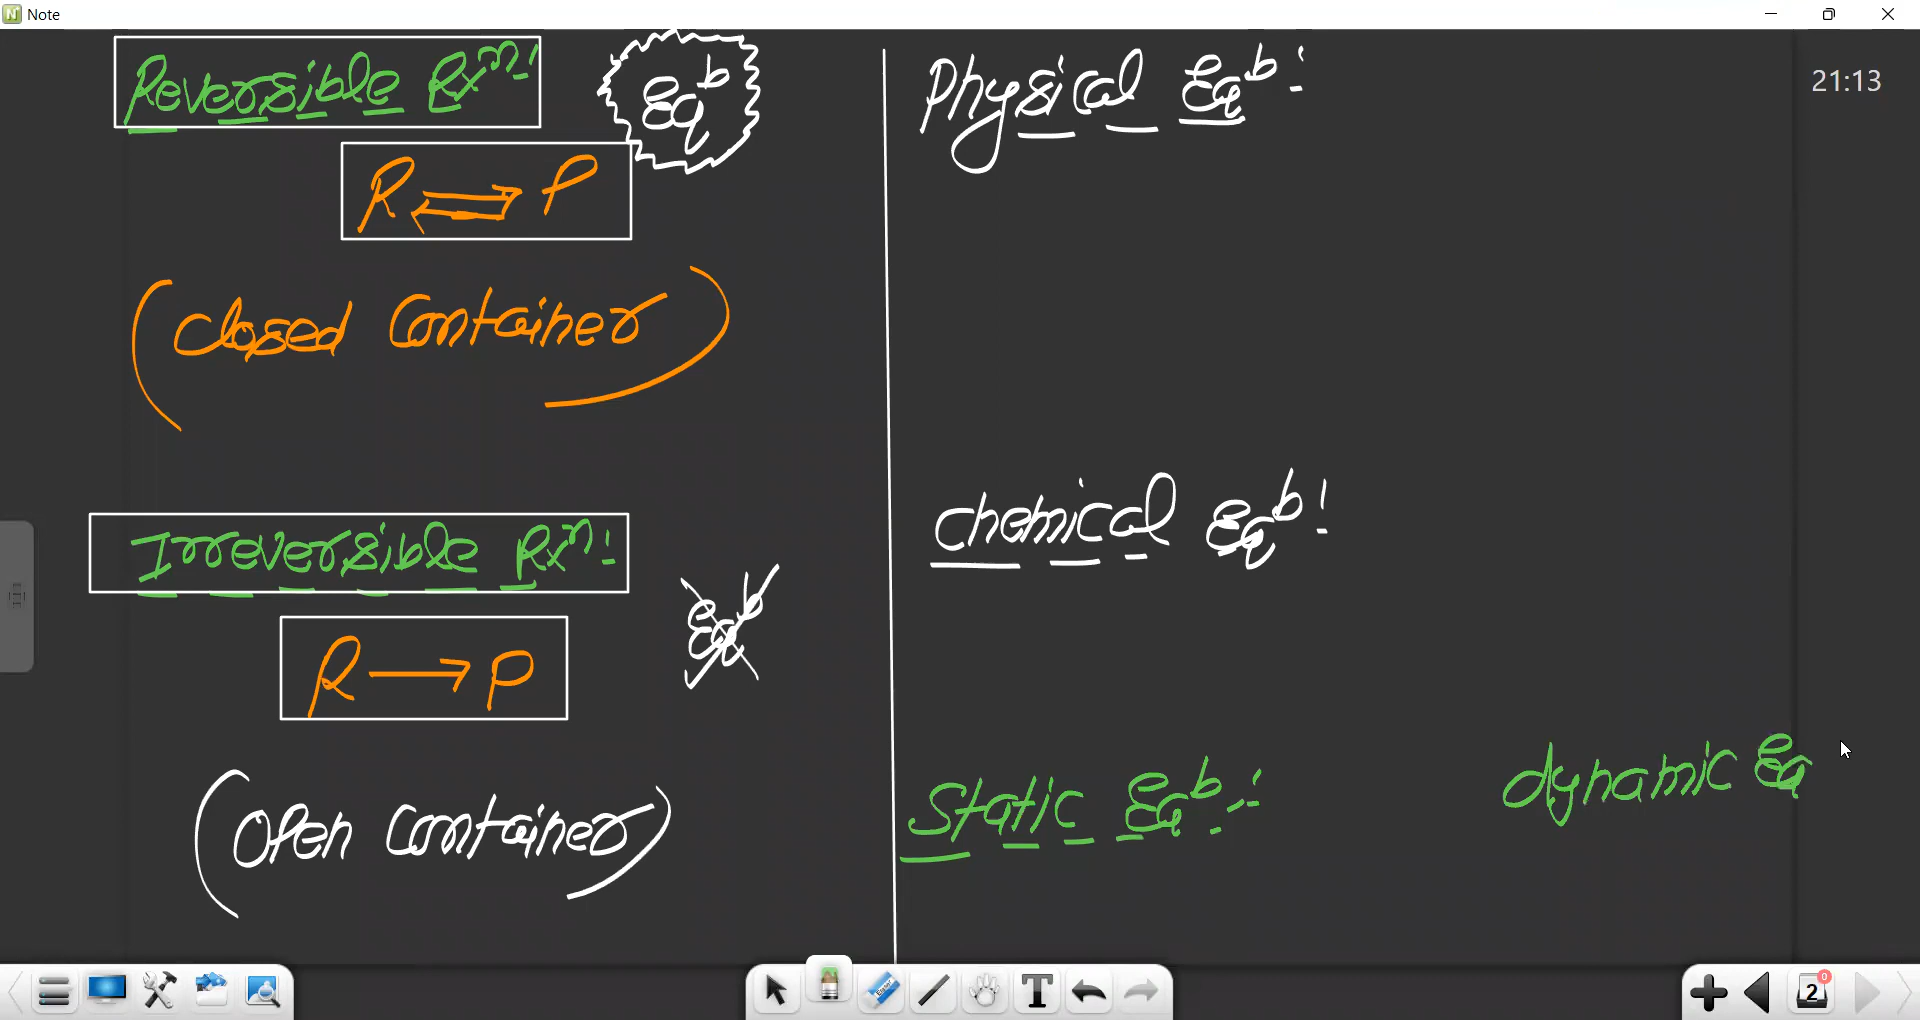 Note
21:13
Reversible Rxⁿ:
Eqᵇ
R ⇌ P
(Closed Container)
Irreversible Rxⁿ:
R → P
Eqᵇ
(Open Container)
Physical Eqᵇ:
Chemical Eqᵇ:
Static Eqᵇ:-
dynamic Eq
T
0
2